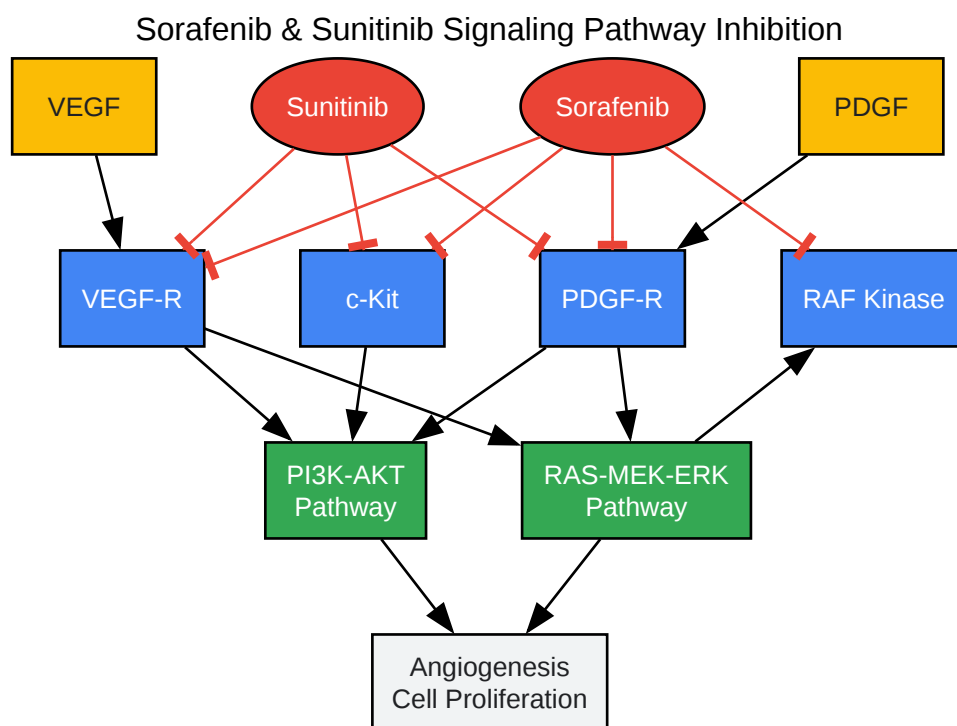 Sorafenib & Sunitinib Signaling Pathway Inhibition
VEGF
Sunitinib
Sorafenib
PDGF
VEGF-R
c-Kit
PDGF-R
RAF Kinase
PI3K-AKT
Pathway
RAS-MEK-ERK
Pathway
Angiogenesis
Cell Proliferation